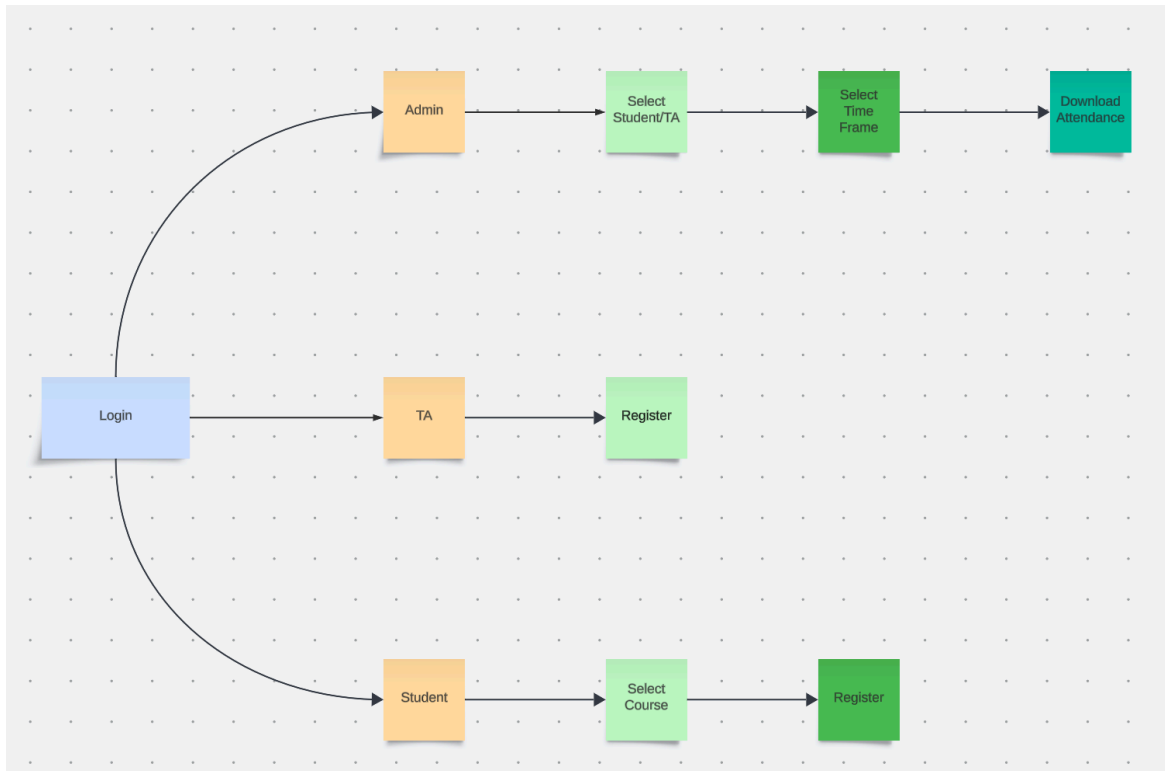 Admin
Select
Student/TA
Select
Time
Frame
Download
Attendance
Login
TA
Register
Student
Select
Course
Register